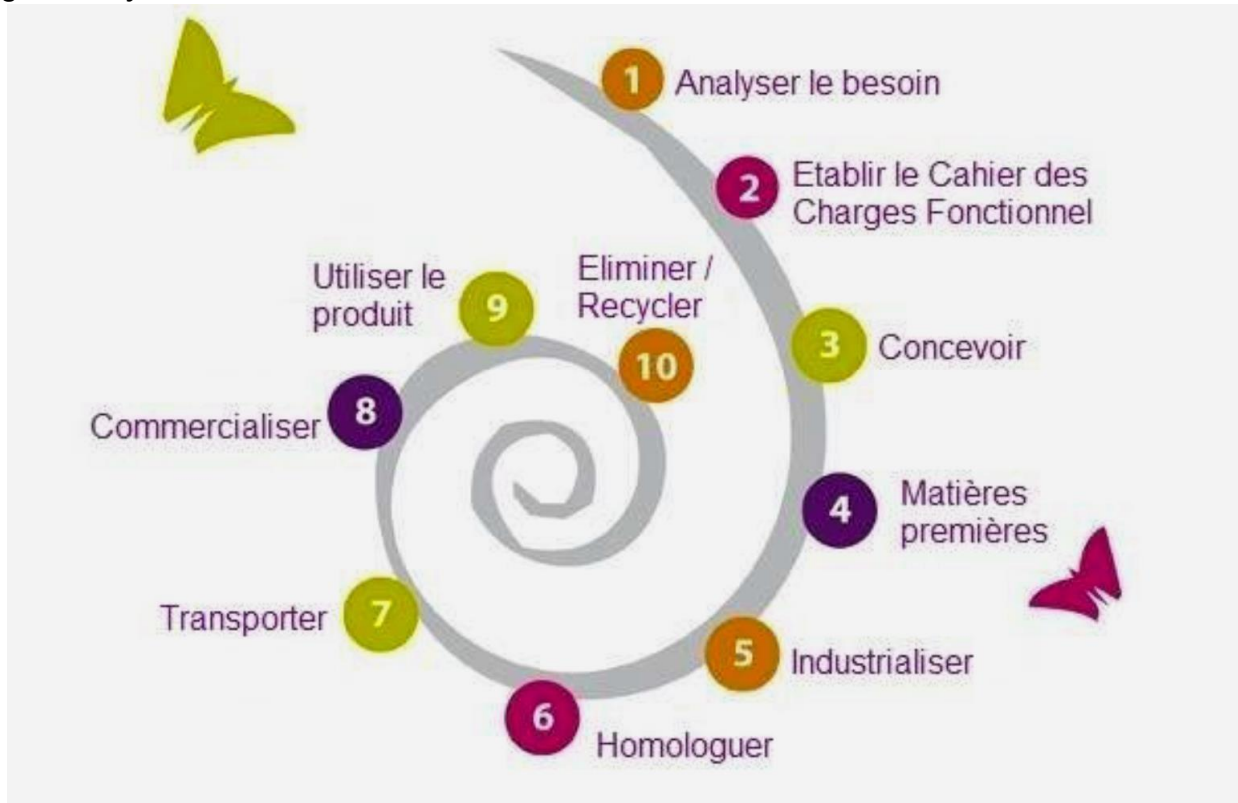 1 Analyser le besoin
2 Etablir le Cahier des
Charges Fonctionnel
3 Concevoir
4 Matières
premières
5 Industrialiser
6 Homologuer
7 Transporter
8 Commercialiser
9 Utiliser le
produit
10 Eliminer /
Recycler